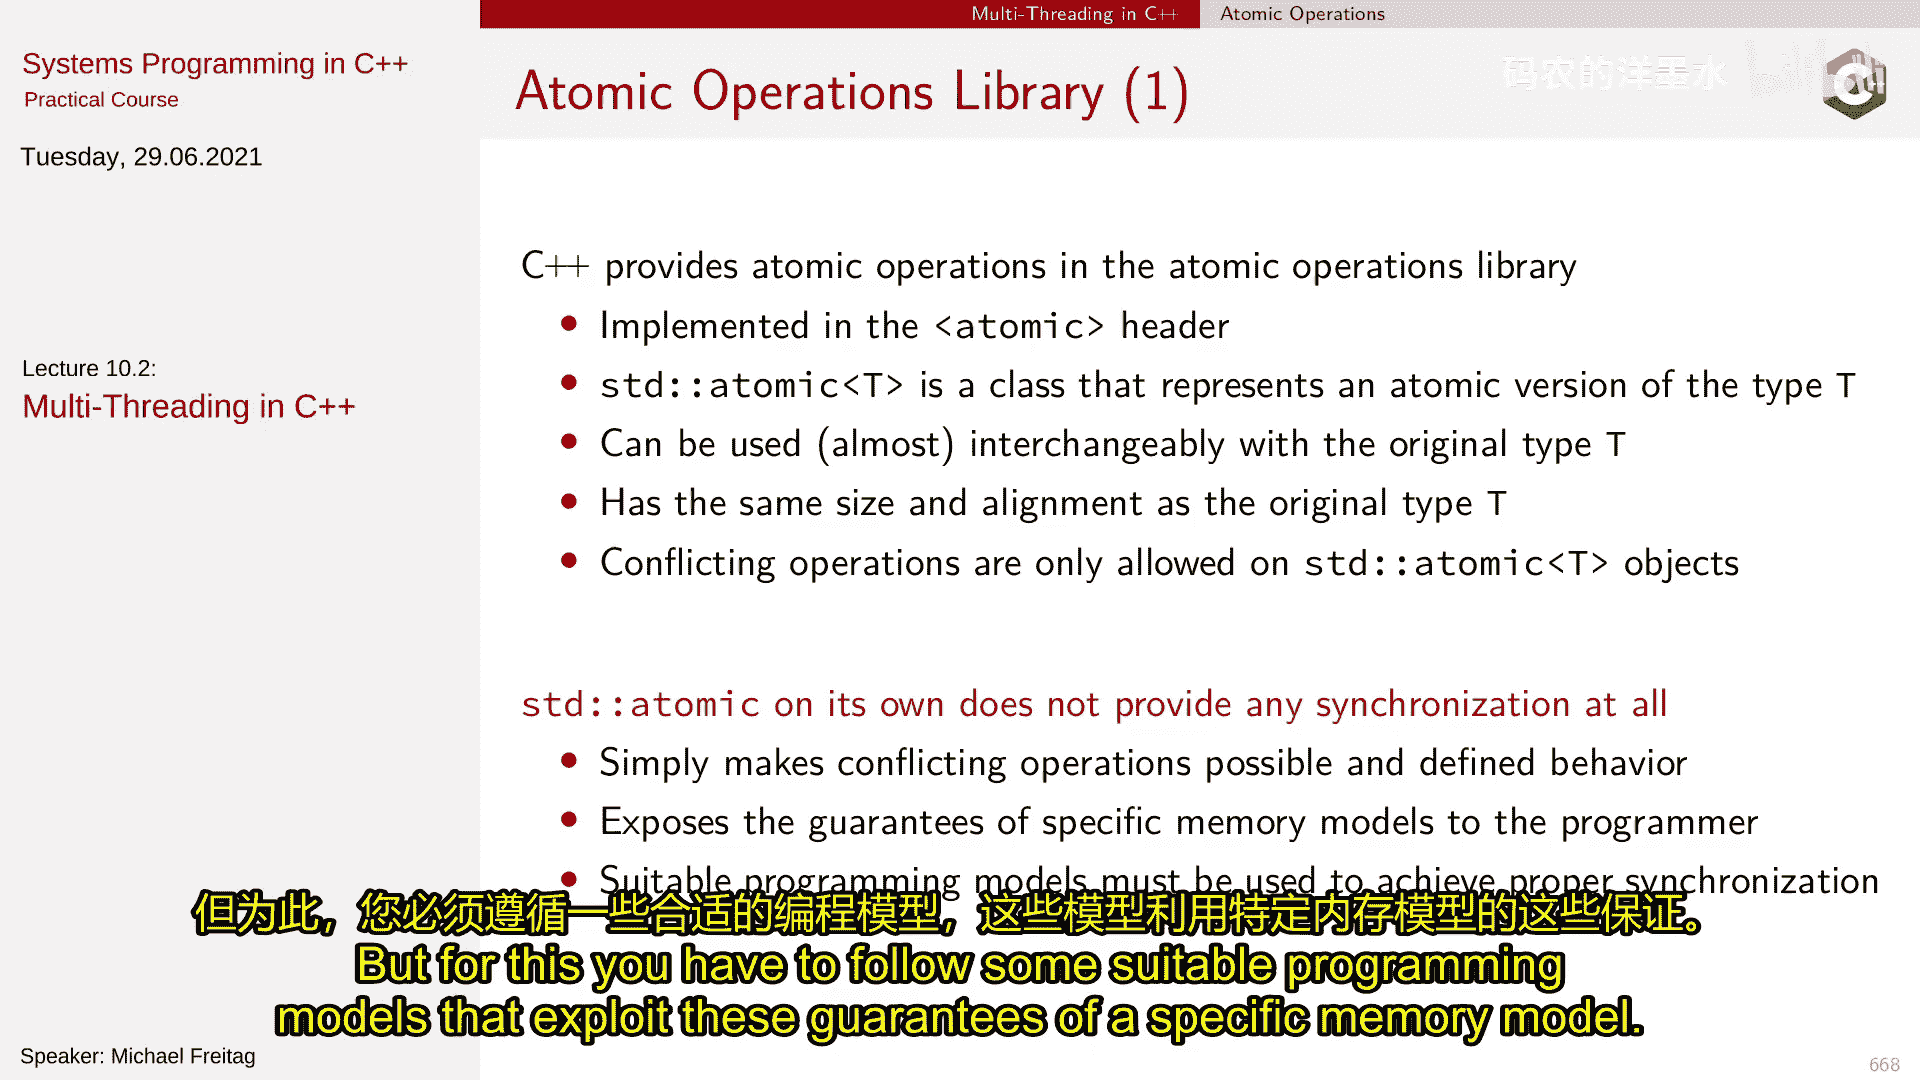 Multi-Threading in C++ Atomic Operations
Systems Programming in C++
Practical Course
Tuesday, 29.06.2021
Lecture 10.2:
Multi-Threading in C++
Speaker: Michael Freitag
Atomic Operations Library (1)
码农的洋墨水
C++ provides atomic operations in the atomic operations library
• Implemented in the <atomic> header
• std::atomic<T> is a class that represents an atomic version of the type T
• Can be used (almost) interchangeably with the original type T
• Has the same size and alignment as the original type T
• Conflicting operations are only allowed on std::atomic<T> objects
std::atomic on its own does not provide any synchronization at all
• Simply makes conflicting operations possible and defined behavior
• Exposes the guarantees of specific memory models to the programmer
• Suitable programming models must be used to achieve proper synchronization
但为此，您必须遵循一些合适的编程模型，这些模型利用特定内存模型的这些保证。
But for this you have to follow some suitable programming
models that exploit these guarantees of a specific memory model.
668